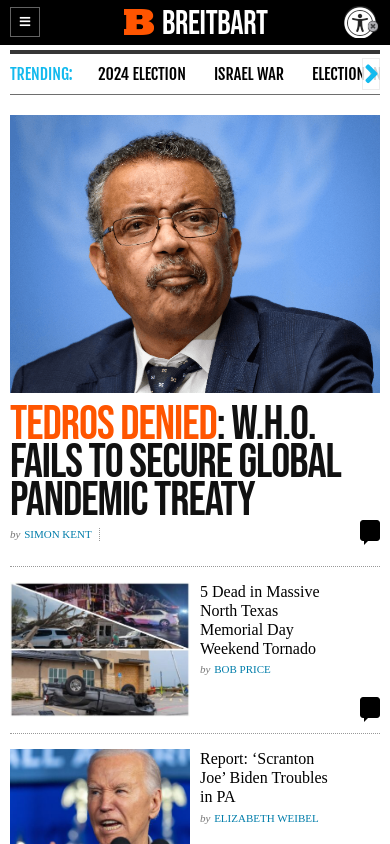 BREITBART
TRENDING: 2024 ELECTION ISRAEL WAR ELECTION
TEDROS DENIED: W.H.O.
FAILS TO SECURE GLOBAL
PANDEMIC TREATY
by SIMON KENT
5 Dead in Massive
North Texas
Memorial Day
Weekend Tornado
by BOB PRICE
Report: ‘Scranton
Joe’ Biden Troubles
in PA
by ELIZABETH WEIBEL